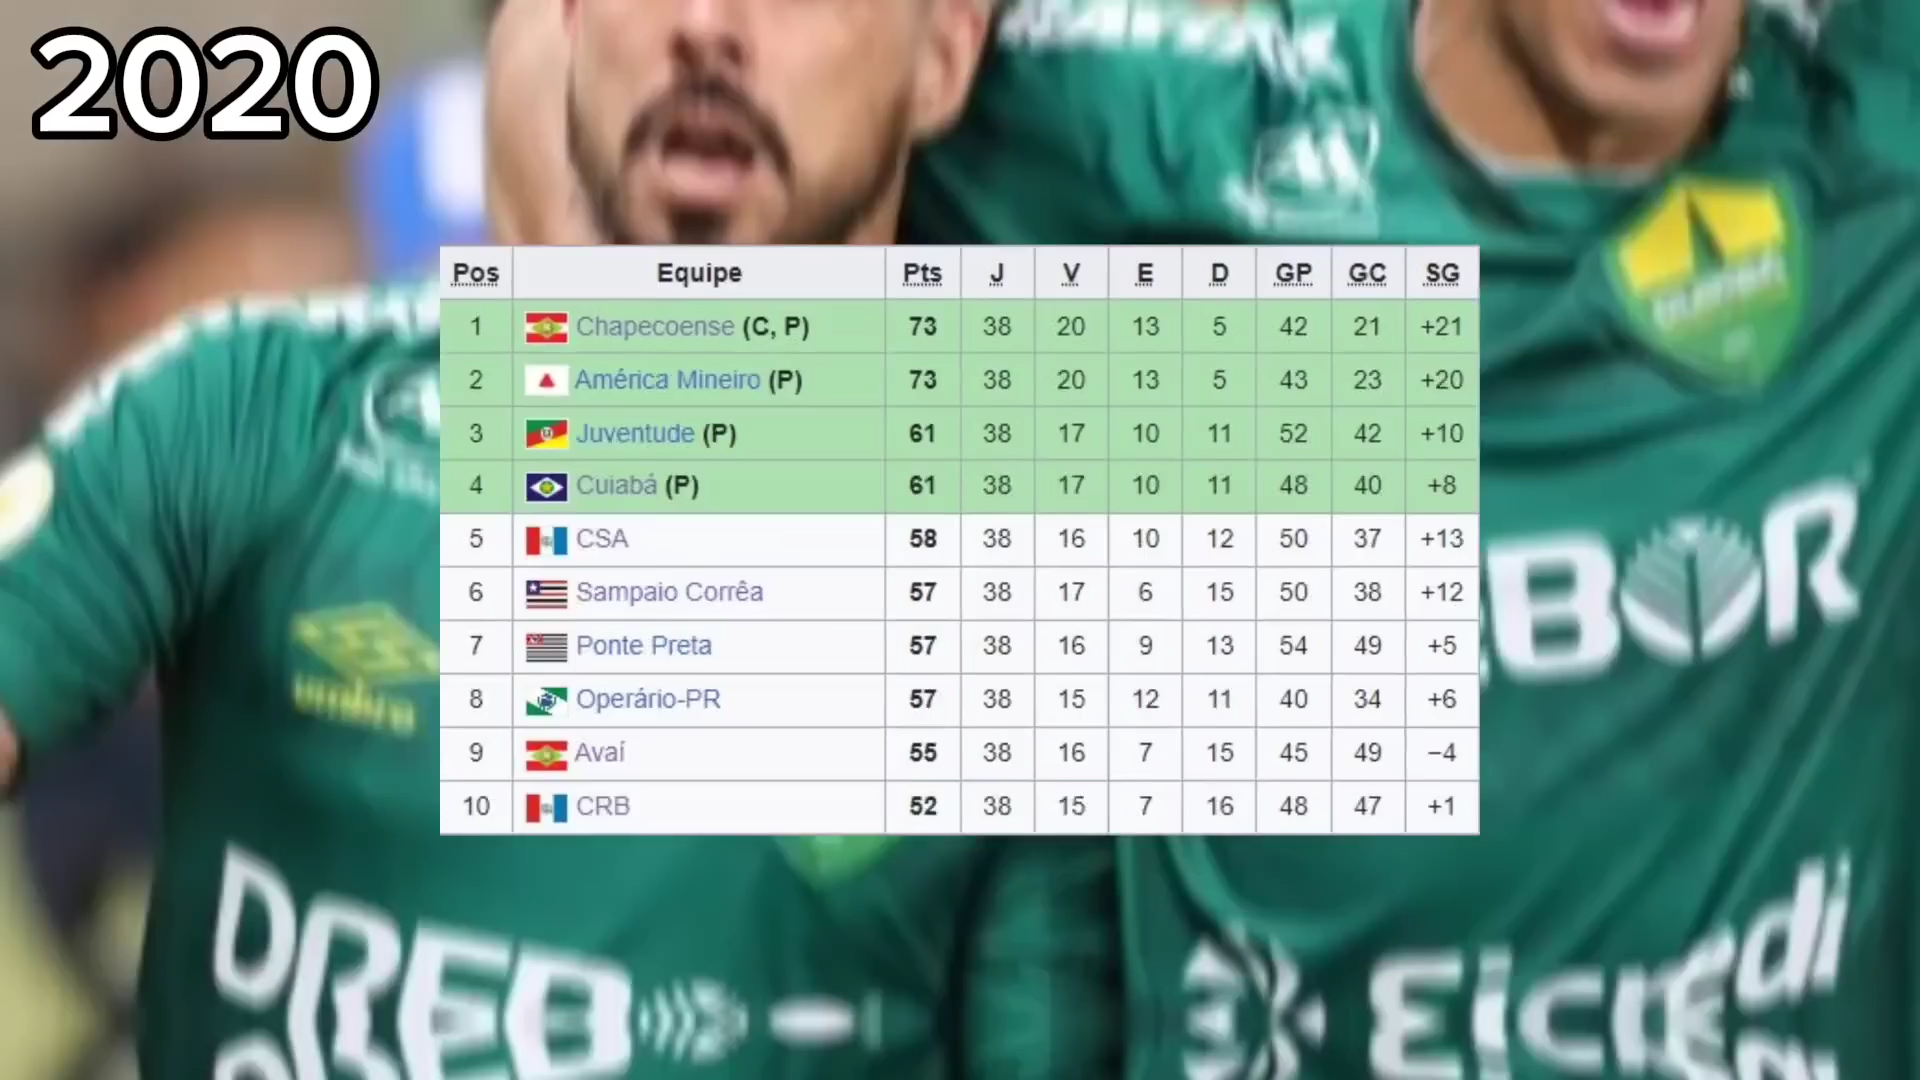 2020
Pos Equipe Pts J V E D GP GC SG
1 Chapecoense (C, P) 73 38 20 13 5 42 21 +21
2 América Mineiro (P) 73 38 20 13 5 43 23 +20
3 Juventude (P) 61 38 17 10 11 52 42 +10
4 Cuiabá (P) 61 38 17 10 11 48 40 +8
5 CSA 58 38 16 10 12 50 37 +13
6 Sampaio Corrêa 57 38 17 6 15 50 38 +12
7 Ponte Preta 57 38 16 9 13 54 49 +5
8 Operário-PR 57 38 15 12 11 40 34 +6
9 Avaí 55 38 16 7 15 45 49 −4
10 CRB 52 38 15 7 16 48 47 +1
umbro